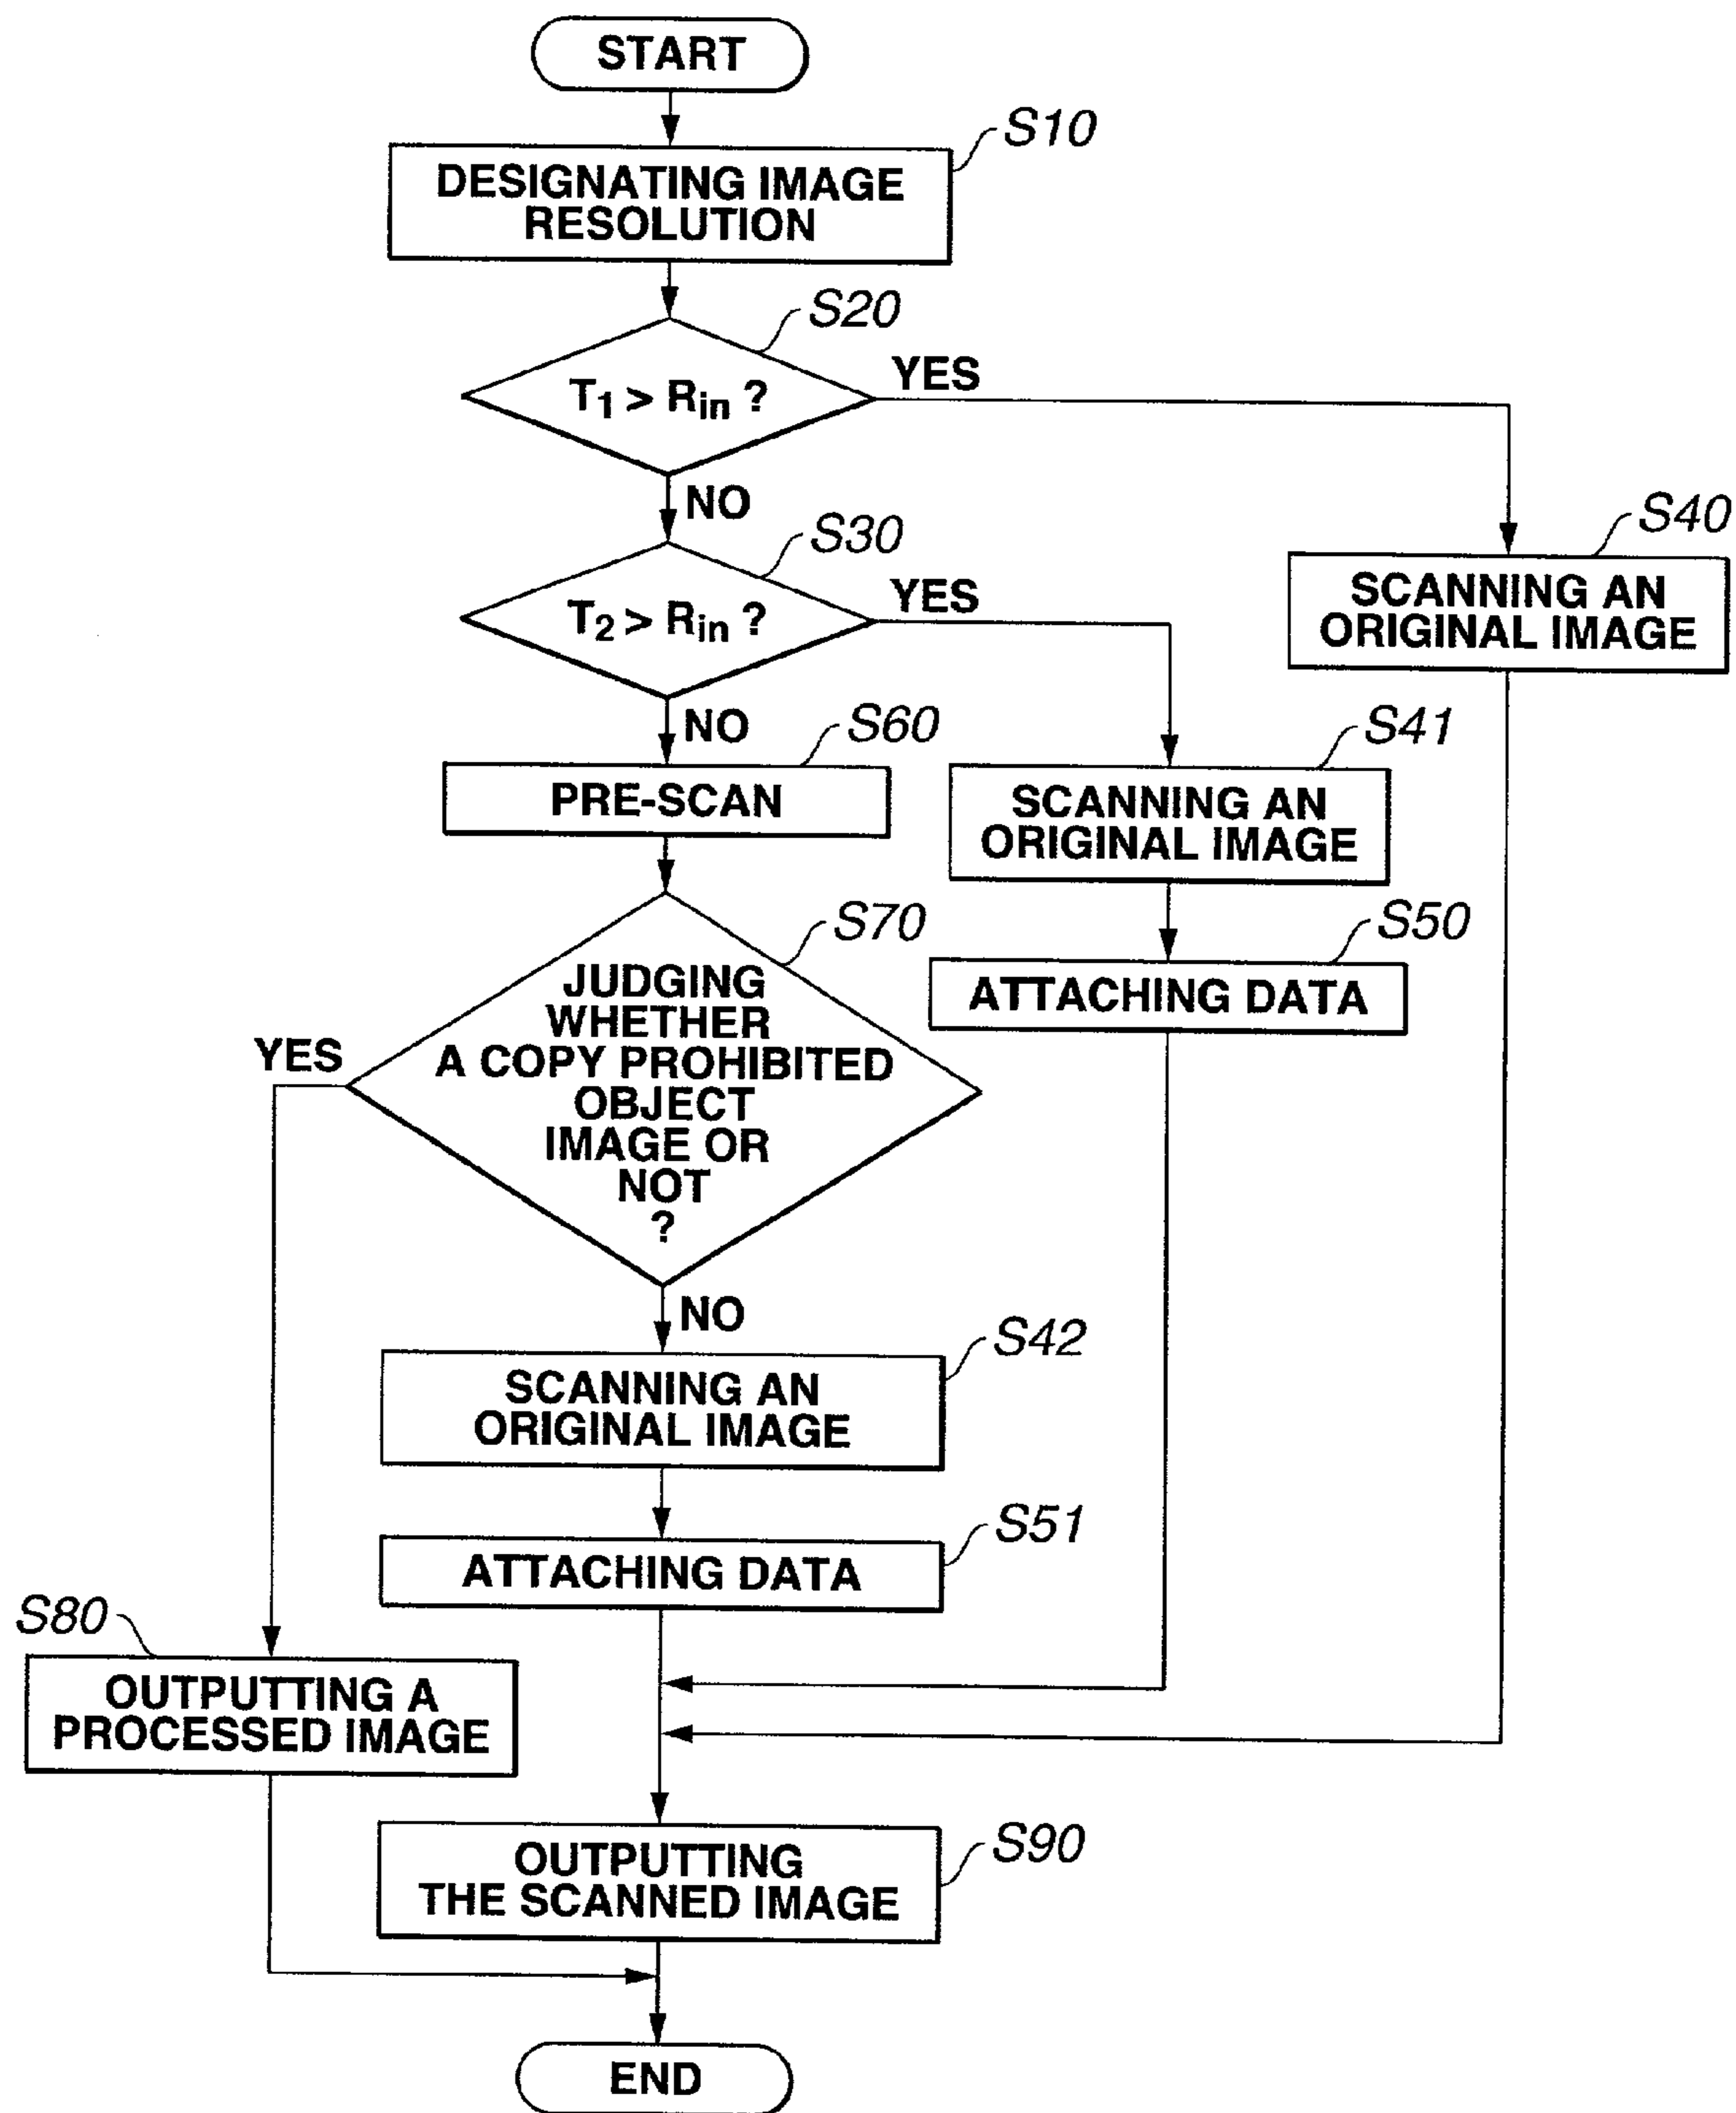 START
S10
DESIGNATING IMAGE
RESOLUTION
S20
T1 > Rin ?
YES
NO
S30
T2 > Rin ?
YES
S40
SCANNING AN
ORIGINAL IMAGE
NO
S60
PRE-SCAN
S41
SCANNING AN
ORIGINAL IMAGE
S70
JUDGING
WHETHER
A COPY PROHIBITED
OBJECT
IMAGE OR
NOT
?
YES
S50
ATTACHING DATA
NO
S42
SCANNING AN
ORIGINAL IMAGE
S51
ATTACHING DATA
S80
OUTPUTTING A
PROCESSED IMAGE
S90
OUTPUTTING
THE SCANNED IMAGE
END